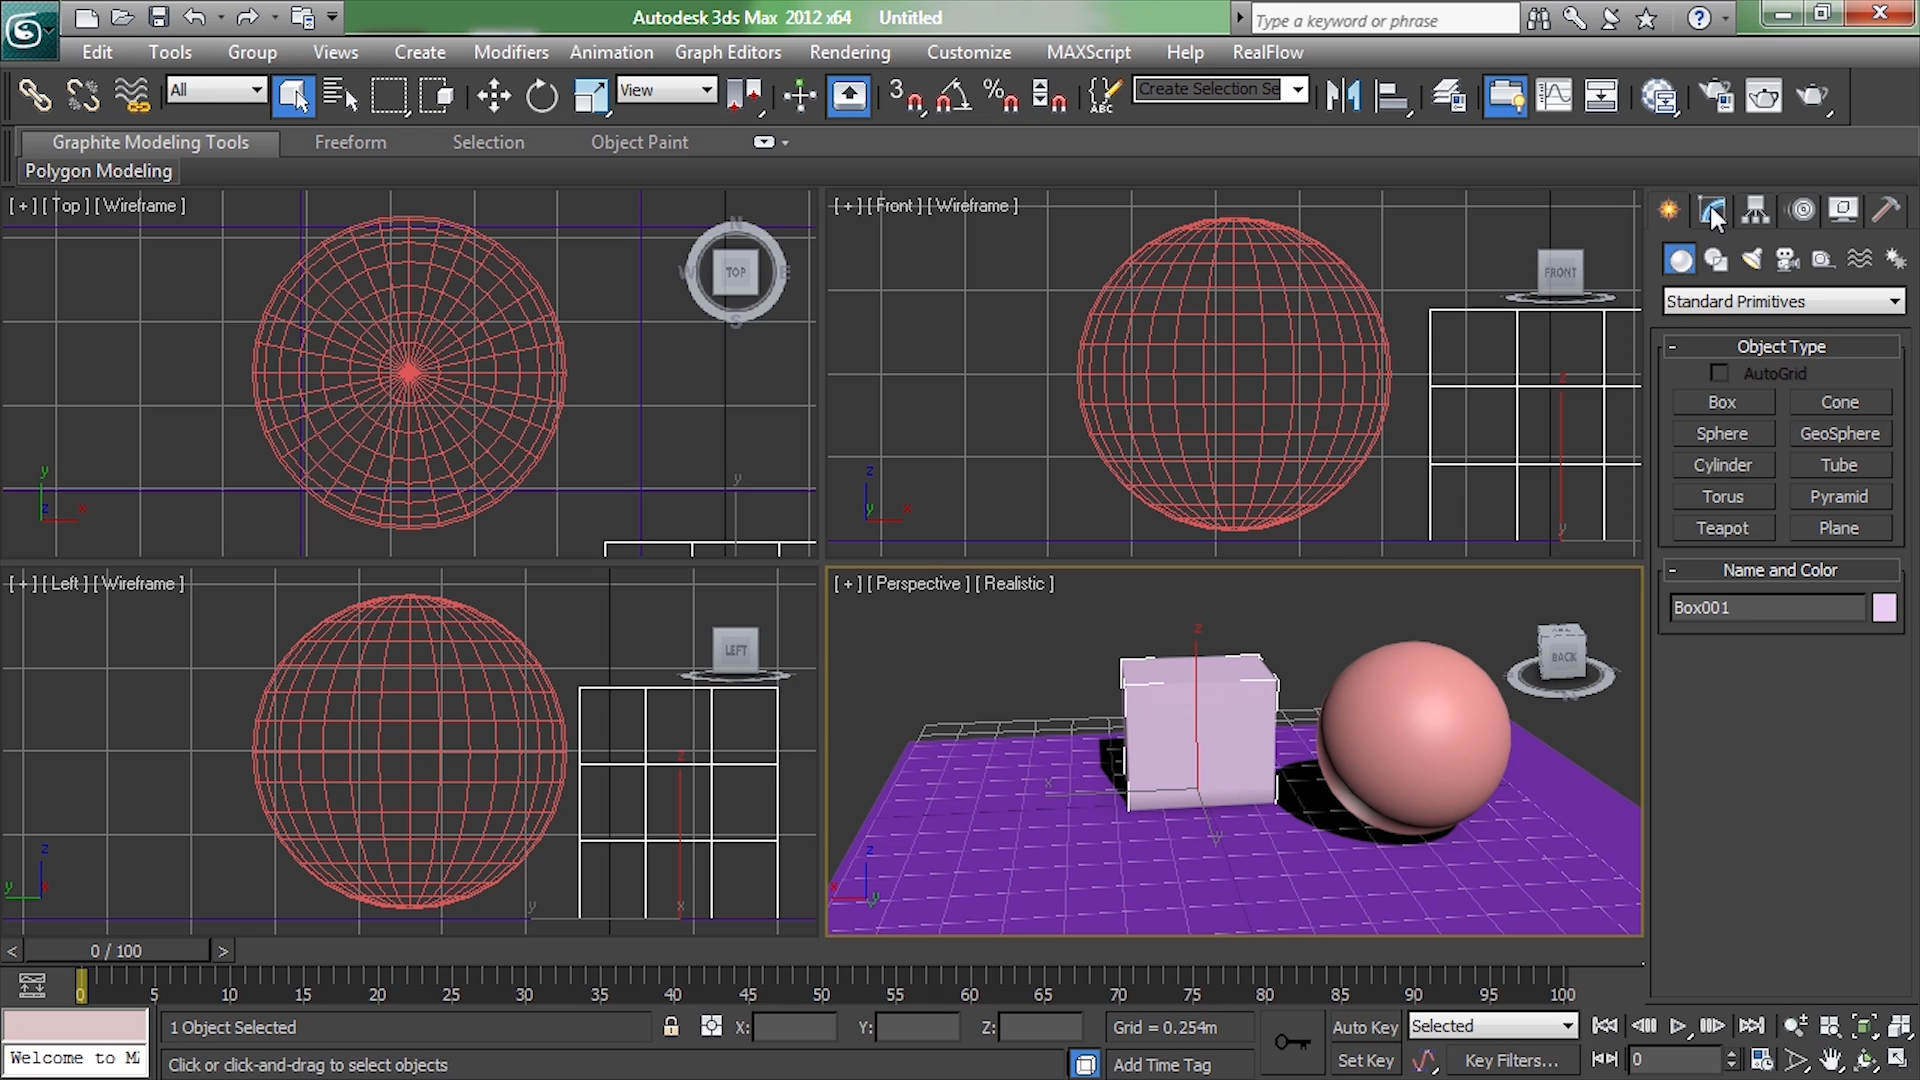 Autodesk 3ds Max 2012 x64 Untitled
Type a keyword or phrase
Edit Tools Group Views Create Modifiers Animation Graph Editors Rendering Customize MAXScript Help RealFlow
All
View
3
%
ABC
Create Selection Se
Graphite Modeling Tools Freeform Selection Object Paint
Polygon Modeling
[ + ] [ Top ] [ Wireframe ]
N
W TOP E
S
y
z x
y
[ + ] [ Front ] [ Wireframe ]
FRONT
z
z
y x
y
[ + ] [ Left ] [ Wireframe ]
LEFT
z
z
y x
y x
[ + ] [ Perspective ] [ Realistic ]
z
BACK
x
y
z
x y
Standard Primitives
- Object Type
AutoGrid
Box Cone
Sphere GeoSphere
Cylinder Tube
Torus Pyramid
Teapot Plane
- Name and Color
Box001
< 0 / 100 >
0 5 10 15 20 25 30 35 40 45 50 55 60 65 70 75 80 85 90 95 100
1 Object Selected X: Y: Z: Grid = 0.254m Auto Key Selected
Welcome to M
Click or click-and-drag to select objects Add Time Tag Set Key Key Filters... 0